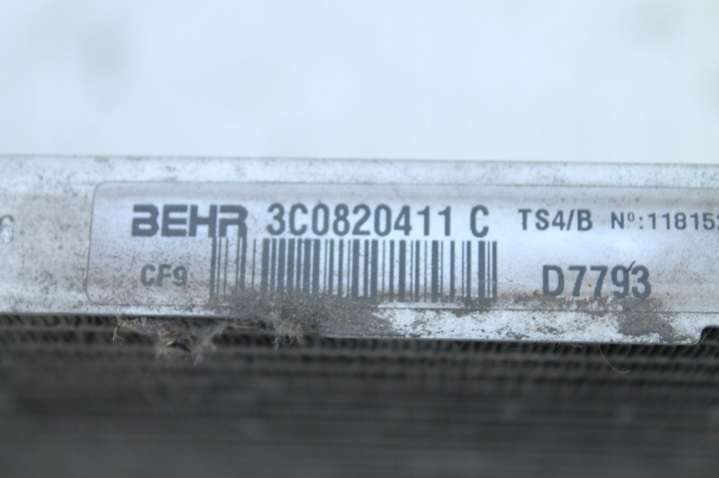 BEHR 3C0820411 C TS4/B Nº:11815
CF9 D7793